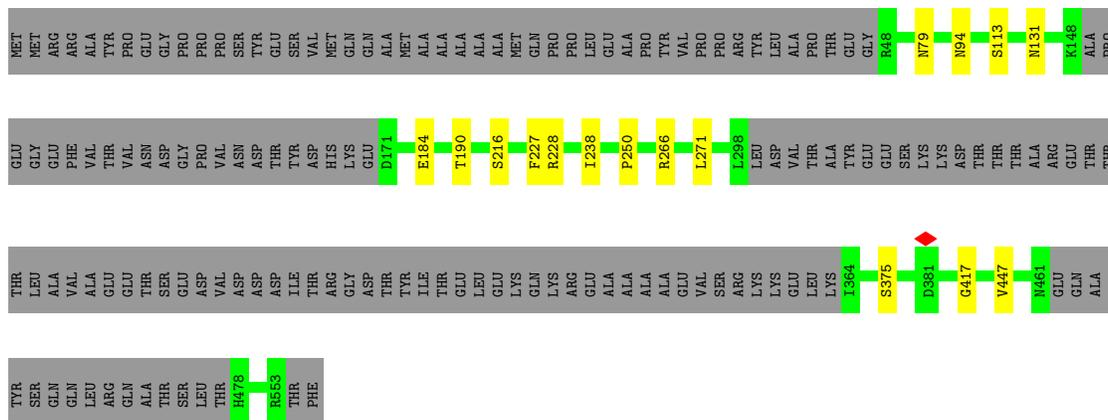 MET MET ARG ARG ALA TYR PRO GLU GLY PRO PRO PRO SER TYR GLU SER VAL MET GLN GLN ALA MET ALA ALA ALA ALA ALA MET GLN PRO PRO LEU GLU ALA PRO TYR VAL PRO PRO ARG TYR LEU ALA PRO THR GLU GLY R48 N79 N94 S113 N131 K148 ALA PRO
GLU GLY GLU PHE VAL THR VAL ASN ASP GLY PRO VAL ASN ASP THR TYR ASP HIS LYS GLU D171 E184 T190 S216 F227 R228 I238 P250 R266 L271 L298 LEU ASP VAL THR ALA TYR GLU GLU SER LYS LYS ASP THR THR THR ALA ARG GLU THR THR
THR LEU ALA VAL ALA GLU GLU THR SER GLU ASP VAL ASP ASP ASP ILE THR ARG GLY ASP THR TYR ILE THR GLU LEU GLU LYS GLN LYS ARG GLU ALA ALA ALA ALA GLU VAL SER ARG LYS LYS GLU LEU LYS I364 S375 D381 G417 V447 N461 GLU GLN ALA
TYR SER GLN GLN LEU ARG GLN ALA THR SER LEU THR H478 R553 THR PHE